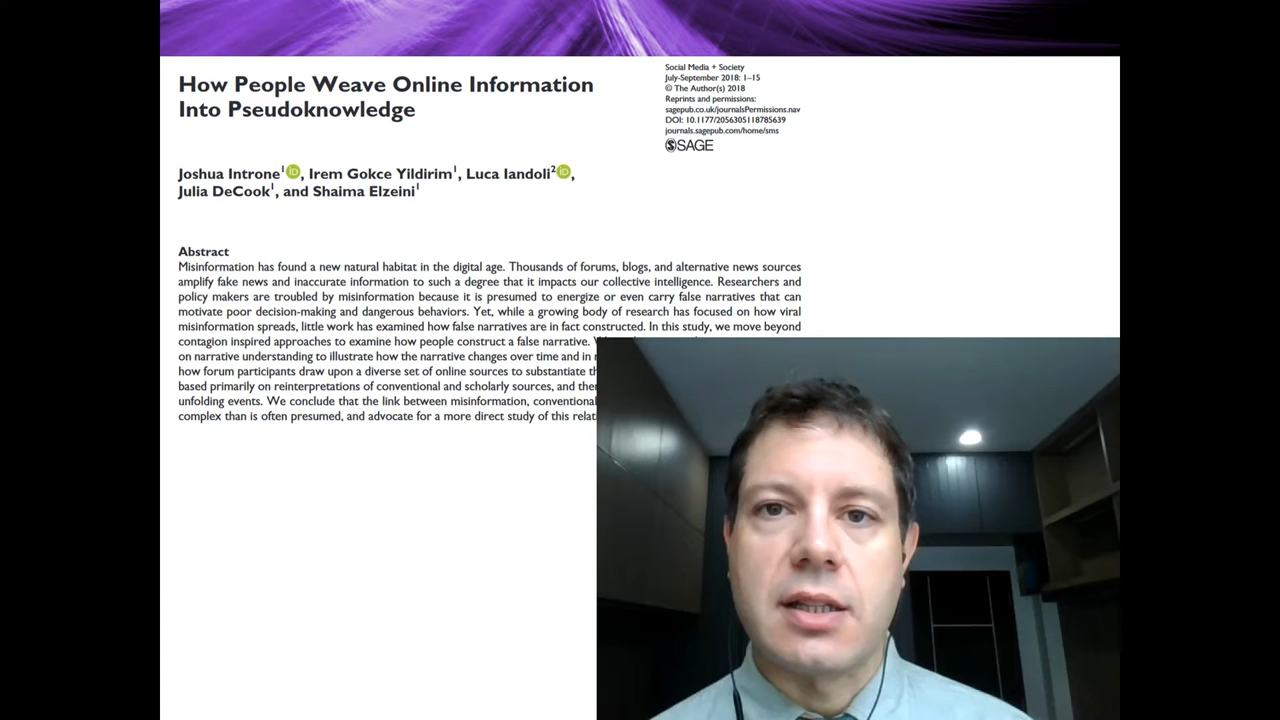 How People Weave Online Information
Into Pseudoknowledge
Social Media + Society
July-September 2018: 1–15
© The Author(s) 2018
Reprints and permissions:
sagepub.co.uk/journalsPermissions.nav
DOI: 10.1177/2056305118785639
journals.sagepub.com/home/sms
SSAGE
Joshua Introne1 iD, Irem Gokce Yildirim1, Luca Iandoli2 iD,
Julia DeCook1, and Shaima Elzeini1
Abstract
Misinformation has found a new natural habitat in the digital age. Thousands of forums, blogs, and alternative news sources
amplify fake news and inaccurate information to such a degree that it impacts our collective intelligence. Researchers and
policy makers are troubled by misinformation because it is presumed to energize or even carry false narratives that can
motivate poor decision-making and dangerous behaviors. Yet, while a growing body of research has focused on how viral
misinformation spreads, little work has examined how false narratives are in fact constructed. In this study, we move beyond
contagion inspired approaches to examine how people construct a false narrative.
on narrative understanding to illustrate how the narrative changes over time and in
how forum participants draw upon a diverse set of online sources to substantiate
based primarily on reinterpretations of conventional and scholarly sources, and
unfolding events. We conclude that the link between misinformation, conventional
complex than is often presumed, and advocate for a more direct study of this